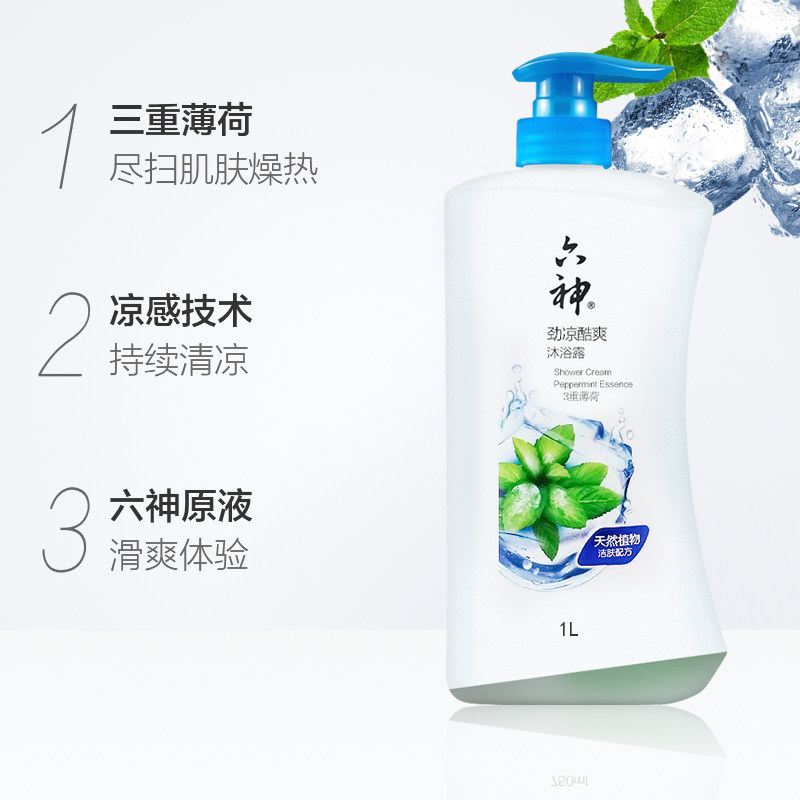 1
三重薄荷
尽扫肌肤燥热
2
凉感技术
持续清凉
3
六神原液
滑爽体验
六神®
劲凉酷爽
沐浴露
Shower Cream
Peppermint Essence
3重薄荷
天然植物
洁肤配方
1L
750ml